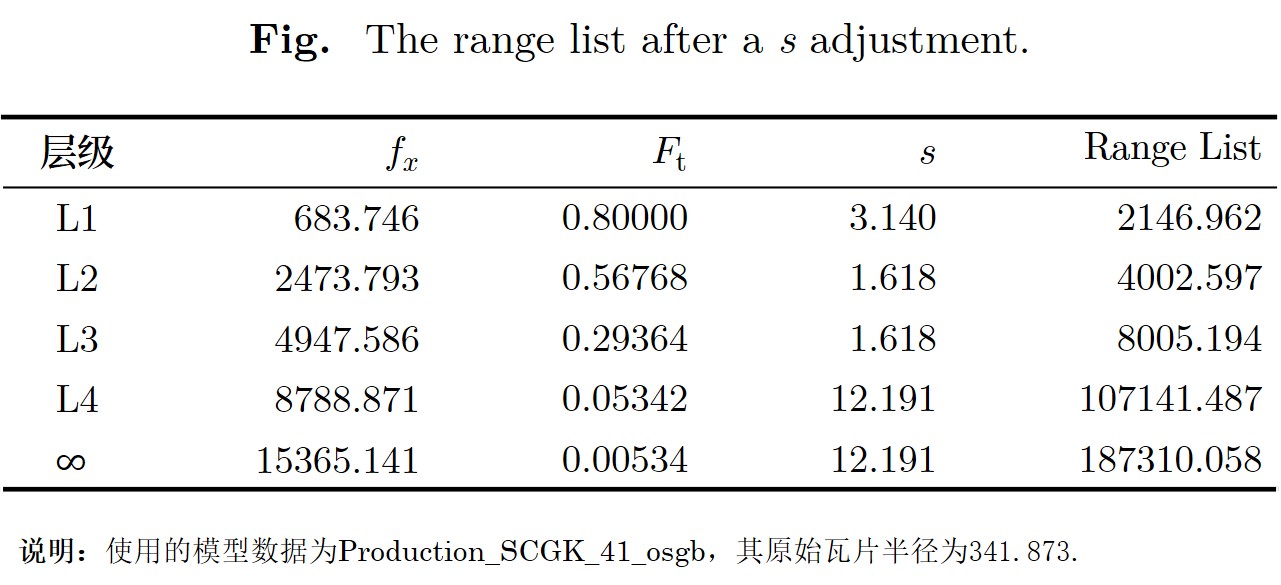 Fig. The range list after a s adjustment.
层级 fx Ft s Range List
L1 683.746 0.80000 3.140 2146.962
L2 2473.793 0.56768 1.618 4002.597
L3 4947.586 0.29364 1.618 8005.194
L4 8788.871 0.05342 12.191 107141.487
∞ 15365.141 0.00534 12.191 187310.058
说明：使用的模型数据为Production_SCGK_41_osgb，其原始瓦片半径为341.873.